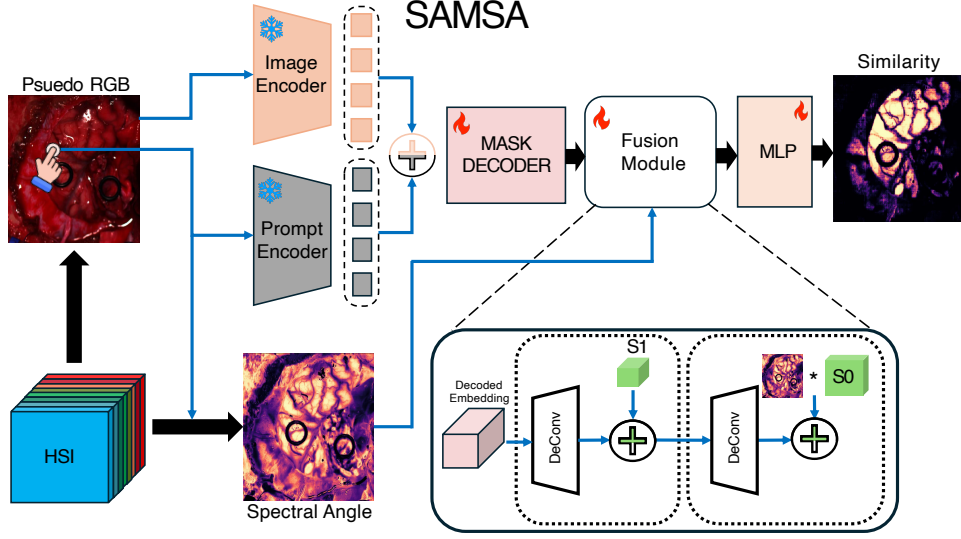 SAMSA
Psuedo RGB
Image
Encoder
Prompt
Encoder
MASK
DECODER
Fusion
Module
MLP
Similarity
HSI
Spectral Angle
Decoded
Embedding
DeConv
S1
DeConv
*
S0